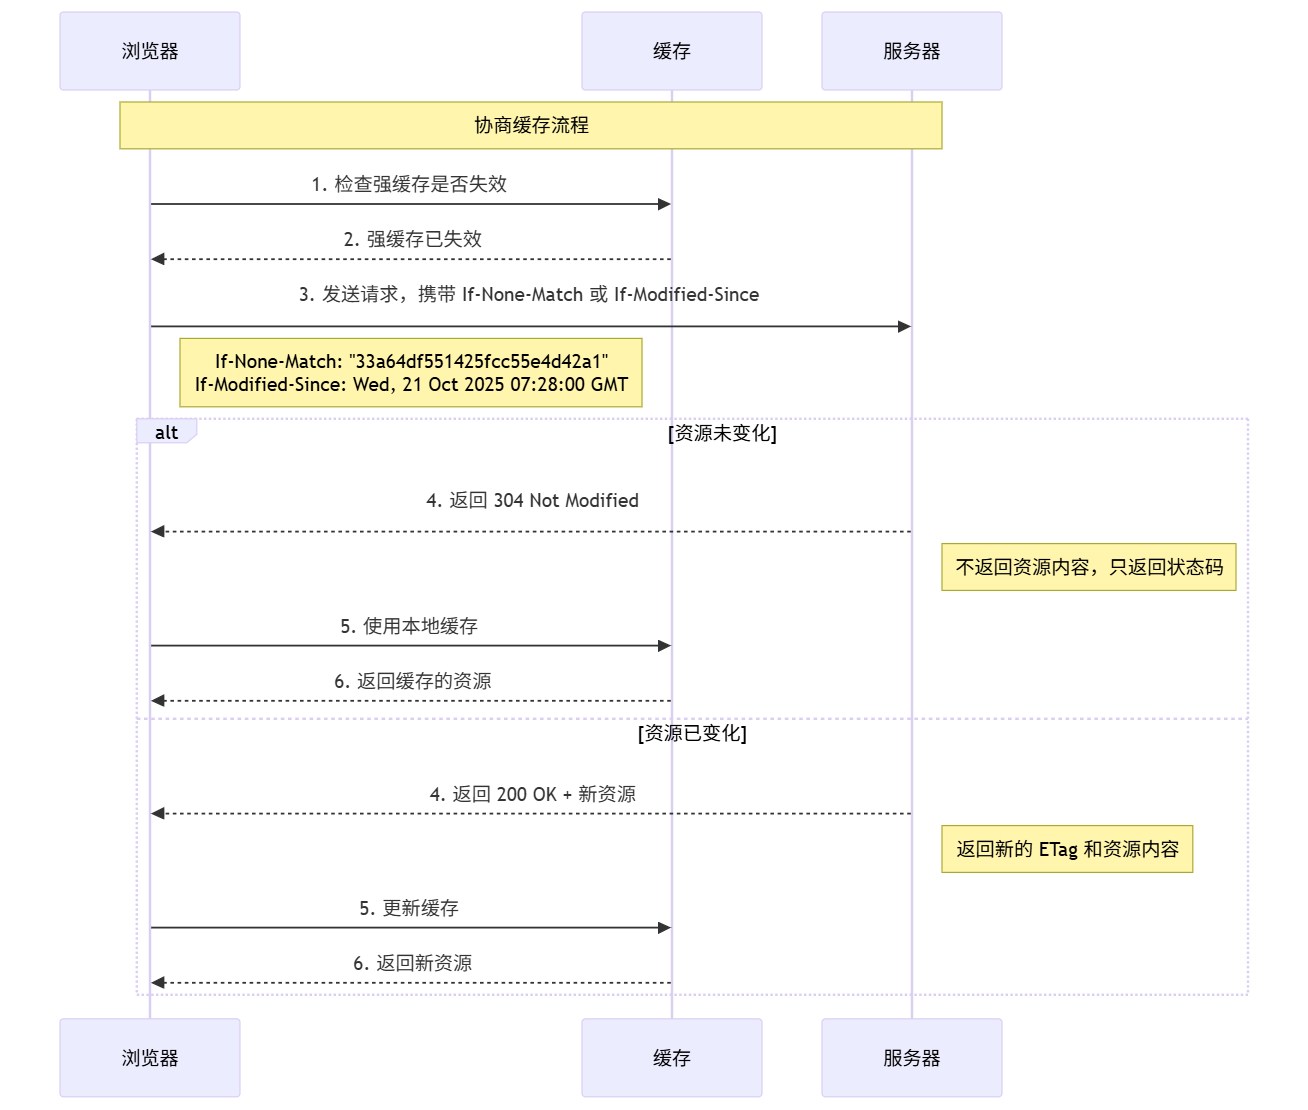 浏览器
缓存
服务器
协商缓存流程
1. 检查强缓存是否失效
2. 强缓存已失效
3. 发送请求，携带 If-None-Match 或 If-Modified-Since
If-None-Match: "33a64df551425fcc55e4d42a1"
If-Modified-Since: Wed, 21 Oct 2025 07:28:00 GMT
alt
[资源未变化]
4. 返回 304 Not Modified
不返回资源内容，只返回状态码
5. 使用本地缓存
6. 返回缓存的资源
[资源已变化]
4. 返回 200 OK + 新资源
返回新的 ETag 和资源内容
5. 更新缓存
6. 返回新资源
浏览器
缓存
服务器